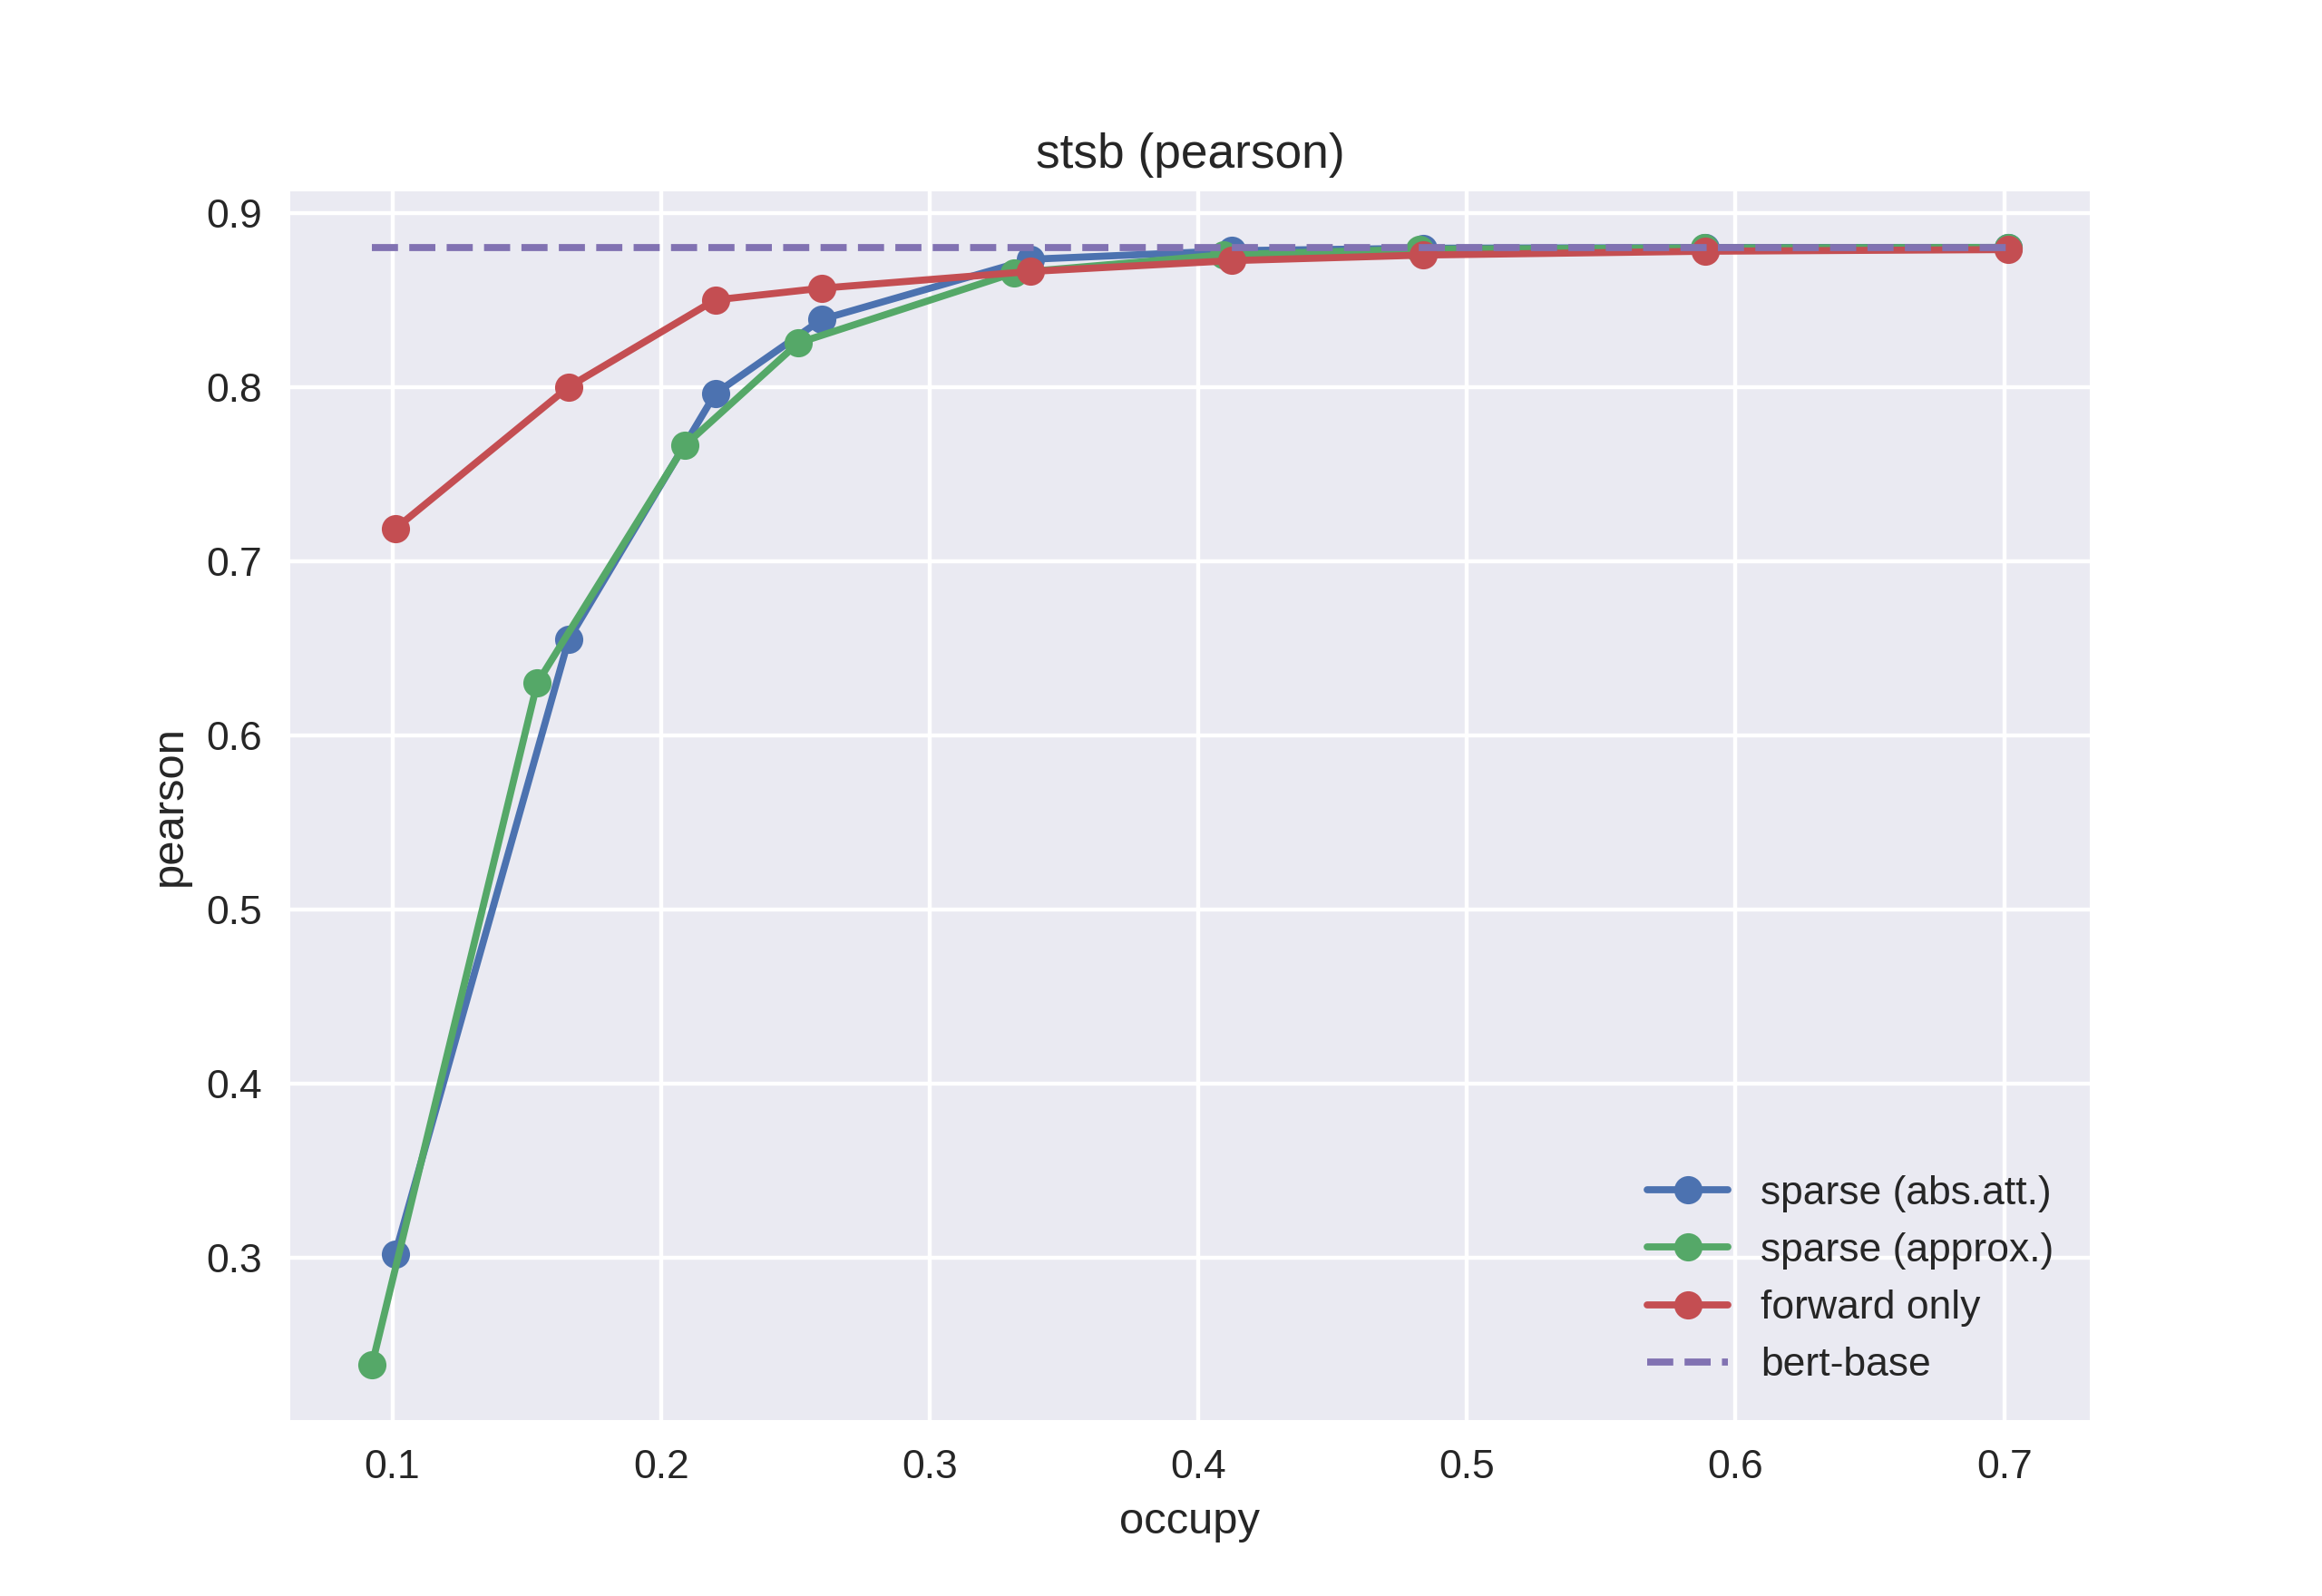 stsb (pearson)
0.9
0.8
0.7
0.6
0.5
0.4
0.3
pearson
0.1 0.2 0.3 0.4 0.5 0.6 0.7
occupy
sparse (abs.att.)
sparse (approx.)
forward only
bert-base